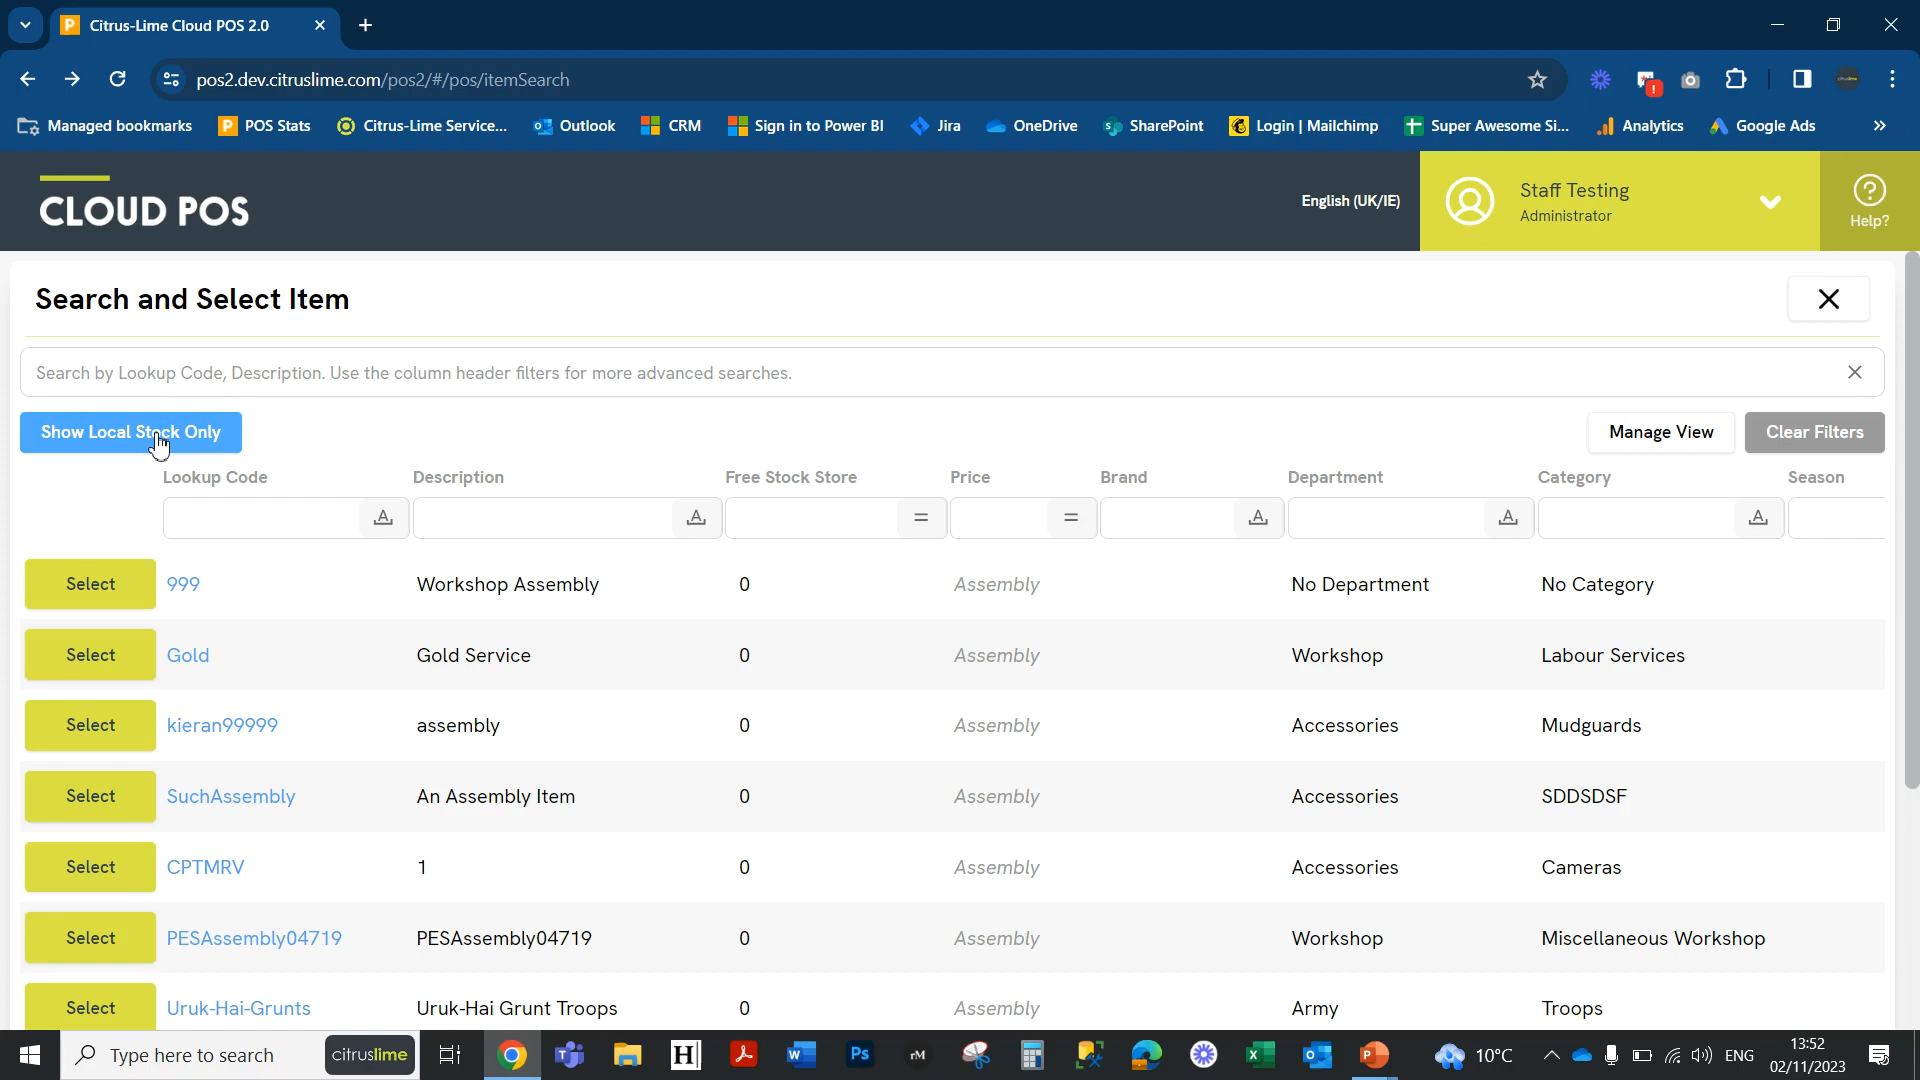 Citrus-Lime Cloud POS 2.0
pos2.dev.citruslime.com/pos2/#/pos/itemSearch
Managed bookmarks POS Stats Citrus-Lime Service... Outlook CRM Sign in to Power BI Jira OneDrive SharePoint Login | Mailchimp Super Awesome Si... Analytics Google Ads »
CLOUD POS
English (UK/IE)
Staff Testing
Administrator
Help?
Search and Select Item
Search by Lookup Code, Description. Use the column header filters for more advanced searches.
Show Local Stock Only Manage View Clear Filters
Lookup Code Description Free Stock Store Price Brand Department Category Season
Select 999 Workshop Assembly 0 Assembly No Department No Category
Select Gold Gold Service 0 Assembly Workshop Labour Services
Select kieran99999 assembly 0 Assembly Accessories Mudguards
Select SuchAssembly An Assembly Item 0 Assembly Accessories SDDSDSF
Select CPTMRV 1 0 Assembly Accessories Cameras
Select PESAssembly04719 PESAssembly04719 0 Assembly Workshop Miscellaneous Workshop
Select Uruk-Hai-Grunts Uruk-Hai Grunt Troops 0 Assembly Army Troops
Type here to search citruslime 10°C ENG
13:52
02/11/2023